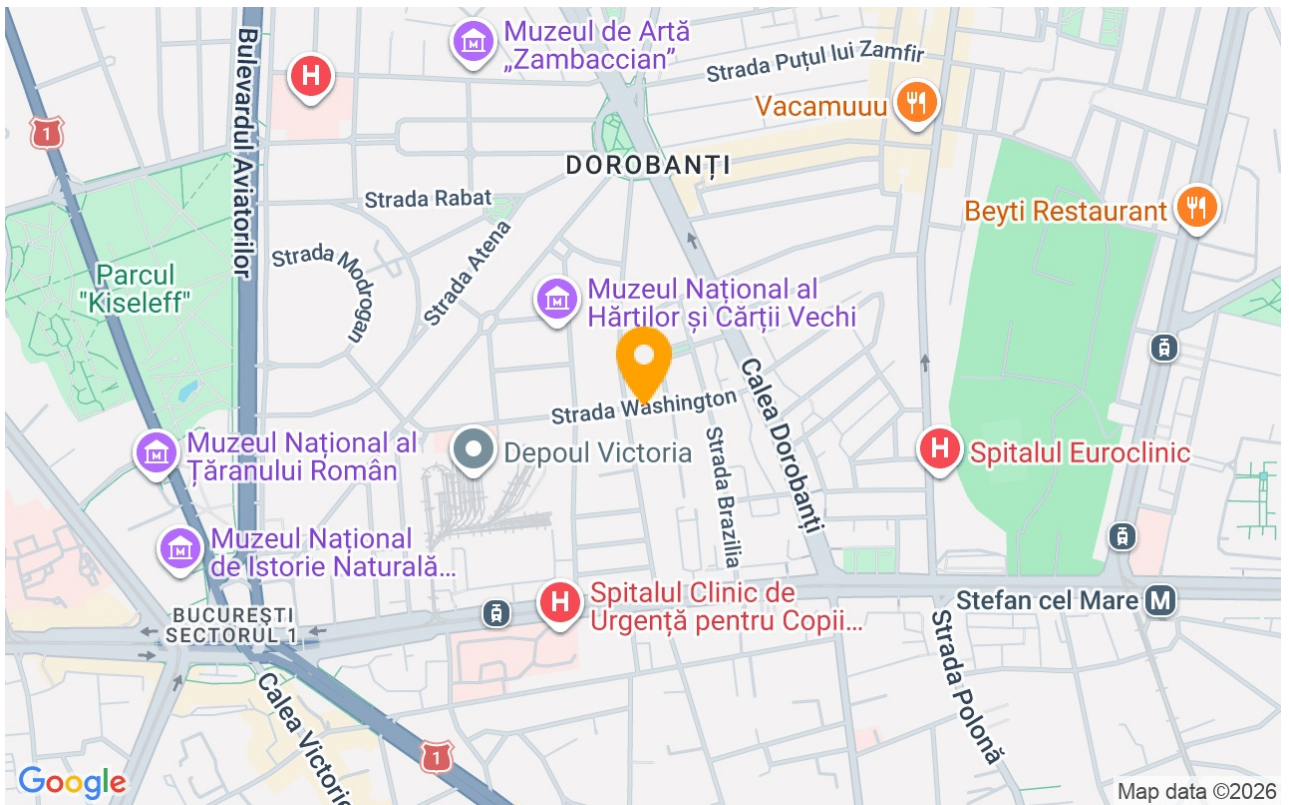 Muzeul de Artă
„Zambaccian”
Strada Puțul lui Zamfir
Bulevardul Aviatorilor
H
Vacamuuu
1
DOROBANȚI
Strada Rabat
Beyti Restaurant
Strada Atena
Strada Modrogan
Parcul
"Kiseleff"
M
Muzeul Național al
Hărților și Cărții Vechi
Calea Dorobanți
Strada Washington
Muzeul Național al
Țăranului Român
Depoul Victoria
Strada Brazilia
H
Spitalul Euroclinic
Muzeul Național
de Istorie Naturală...
H
Spitalul Clinic de
Urgență pentru Copii...
Stefan cel Mare M
BUCUREȘTI
SECTORUL 1
Strada Polonă
Calea Victorie
1
Google
Map data ©2026